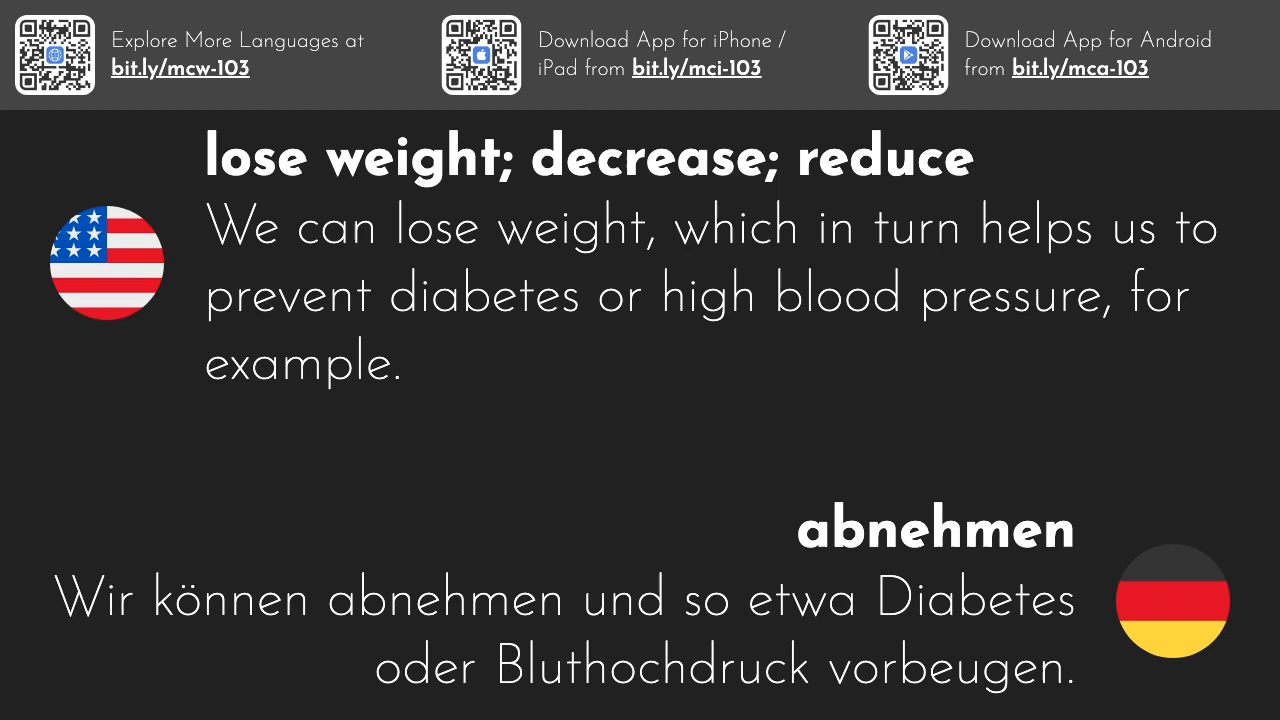 Explore More Languages at
bit.ly/mcw-103
Download App for iPhone /
iPad from bit.ly/mci-103
Download App for Android
from bit.ly/mca-103
lose weight; decrease; reduce
We can lose weight, which in turn helps us to
prevent diabetes or high blood pressure, for
example.
abnehmen
Wir können abnehmen und so etwa Diabetes
oder Bluthochdruck vorbeugen.